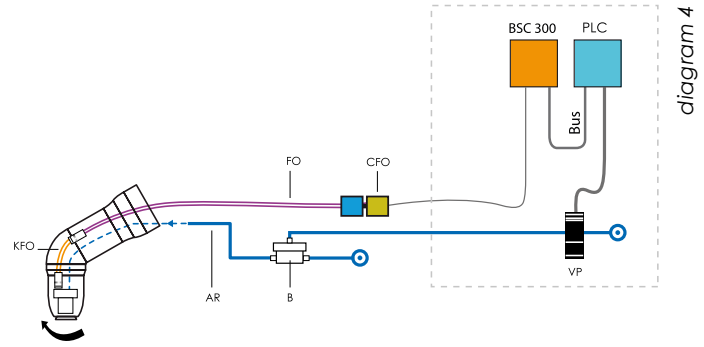 BSC 300
PLC
diagram 4
Bus
FO
CFO
KFO
AR
B
VP